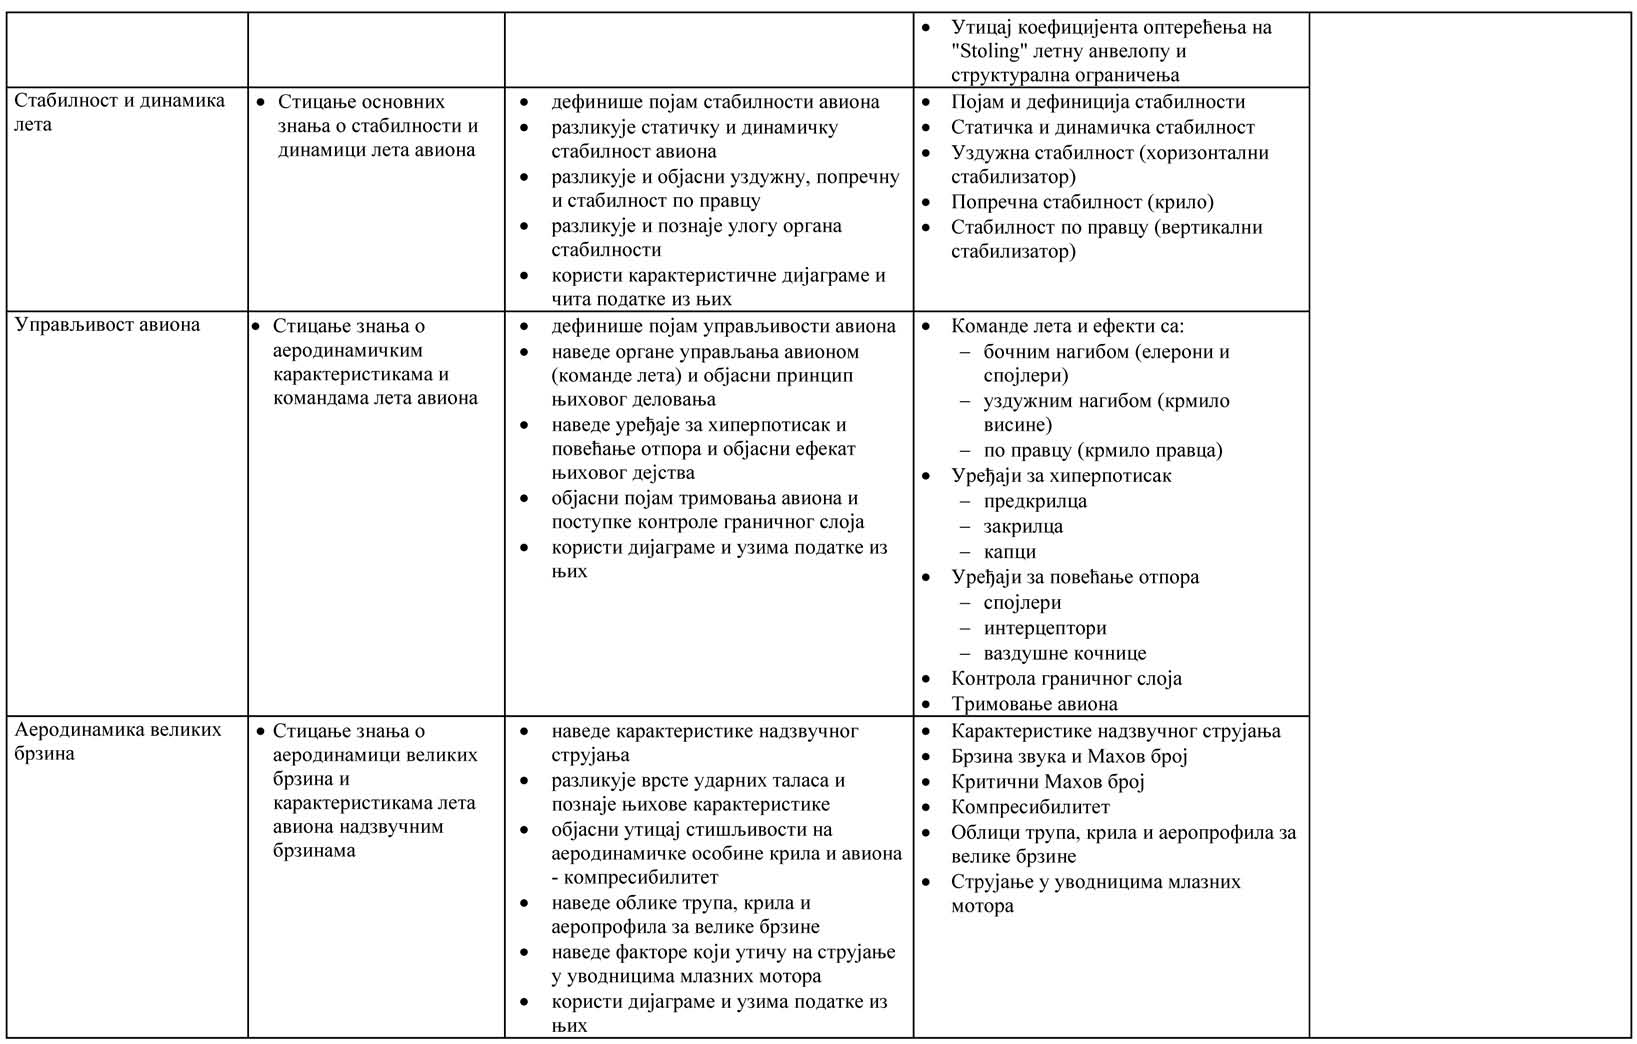 • Утицај коефицијента оптерећења на
"Stoling" летну анвелопу и
структурална ограничења
Стабилност и динамика
лета
• Стицање основних
знања о стабилности и
динамици лета авиона
• дефинише појам стабилности авиона
• разликује статичку и динамичку
стабилност авиона
• разликује и објасни уздужну, попречну
и стабилност по правцу
• разликује и познаје улогу органа
стабилности
• користи карактеристичне дијаграме и
чита податке из њих
• Појам и дефиниција стабилности
• Статичка и динамичка стабилност
• Уздужна стабилност (хоризонтални
стабилизатор)
• Попречна стабилност (крило)
• Стабилност по правцу (вертикални
стабилизатор)
Управљивост авиона
• Стицање знања о
аеродинамичким
карактеристикама и
командама лета авиона
• дефинише појам управљивости авиона
• наведе органе управљања авионом
(команде лета) и објасни принцип
њиховог деловања
• наведе уређаје за хиперпотисак и
повећање отпора и објасни ефекат
њиховог дејства
• објасни појам тримовања авиона и
поступке контроле граничног слоја
• користи дијаграме и узима податке из
њих
• Команде лета и ефекти са:
– бочним нагибом (елерони и
спојлери)
– уздужним нагибом (крмило
висине)
– по правцу (крмило правца)
• Уређаји за хиперпотисак
– предкрилца
– закрилца
– капци
• Уређаји за повећање отпора
– спојлери
– интерцептори
– ваздушне кочнице
• Контрола граничног слоја
• Тримовање авиона
Аеродинамика великих
брзина
• Стицање знања о
аеродинамици великих
брзина и
карактеристикама лета
авиона надзвучним
брзинама
• наведе карактеристике надзвучног
струјања
• разликује врсте ударних таласа и
познаје њихове карактеристике
• објасни утицај стишљивости на
аеродинамичке особине крила и авиона
- компресибилитет
• наведе облике трупа, крила и
аеропрофила за велике брзине
• наведе факторе који утичу на струјање
у уводницима млазних мотора
• користи дијаграме и узима податке из
њих
• Карактеристике надзвучног струјања
• Брзина звука и Махов број
• Критични Махов број
• Компресибилитет
• Облици трупа, крила и аеропрофила за
велике брзине
• Струјање у уводницима млазних
мотора